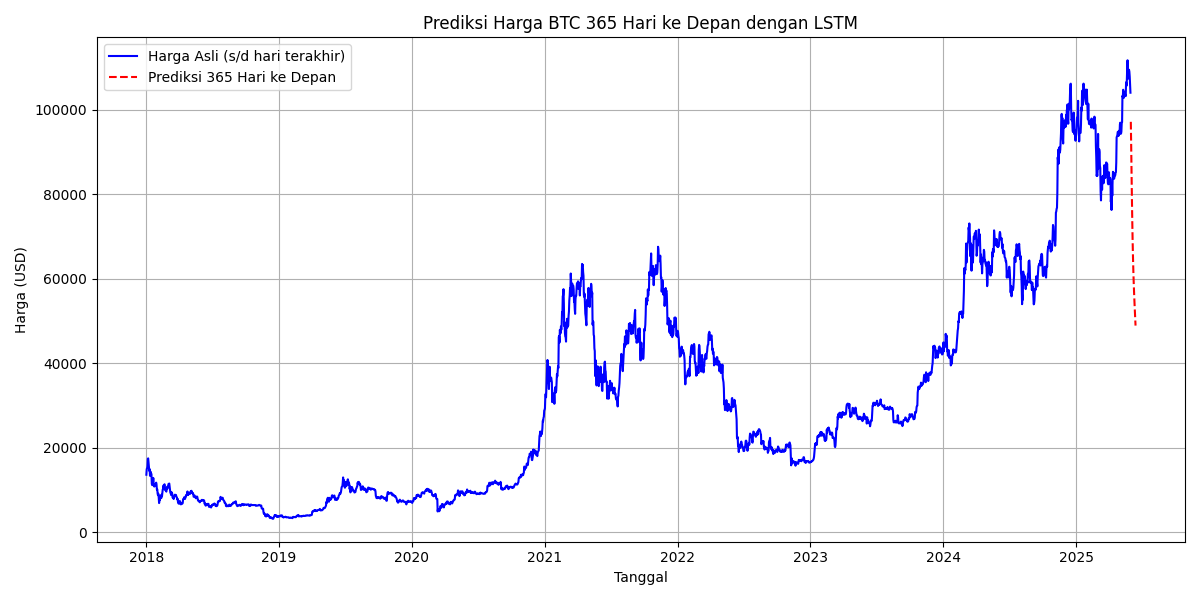 Prediksi Harga BTC 365 Hari ke Depan dengan LSTM
Harga Asli (s/d hari terakhir)
Prediksi 365 Hari ke Depan
Harga (USD)
100000
80000
60000
40000
20000
0
2018 2019 2020 2021 2022 2023 2024 2025
Tanggal